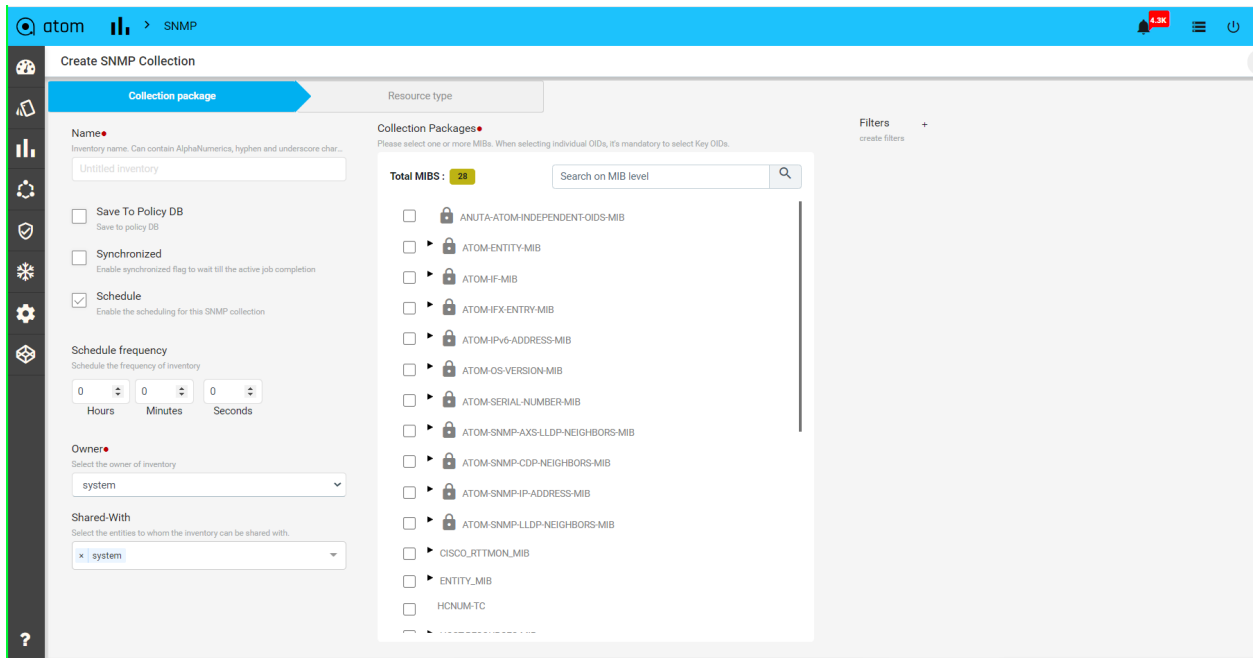 atom
SNMP
4.3K
Create SNMP Collection
Collection package
Resource type
Name
Inventory name. Can contain AlphaNumerics, hyphen and underscore char...
Untitled inventory
Save To Policy DB
Save to policy DB
Synchronized
Enable synchronized flag to wait till the active job completion
Schedule
Enable the scheduling for this SNMP collection
Schedule frequency
Schedule the frequency of inventory
0 0 0
Hours Minutes Seconds
Owner
Select the owner of inventory
system
Shared-With
Select the entities to whom the inventory can be shared with.
× system
Collection Packages
Please select one or more MIBs. When selecting individual OIDs, it's mandatory to select Key OIDs.
Total MIBS : 28
Search on MIB level
ANUTA-ATOM-INDEPENDENT-OIDS-MIB
ATOM-ENTITY-MIB
ATOM-IF-MIB
ATOM-IFX-ENTRY-MIB
ATOM-IPv6-ADDRESS-MIB
ATOM-OS-VERSION-MIB
ATOM-SERIAL-NUMBER-MIB
ATOM-SNMP-AXS-LLDP-NEIGHBORS-MIB
ATOM-SNMP-CDP-NEIGHBORS-MIB
ATOM-SNMP-IP-ADDRESS-MIB
ATOM-SNMP-LLDP-NEIGHBORS-MIB
CISCO_RTTMON_MIB
ENTITY_MIB
HCNUM-TC
Filters +
create filters
?